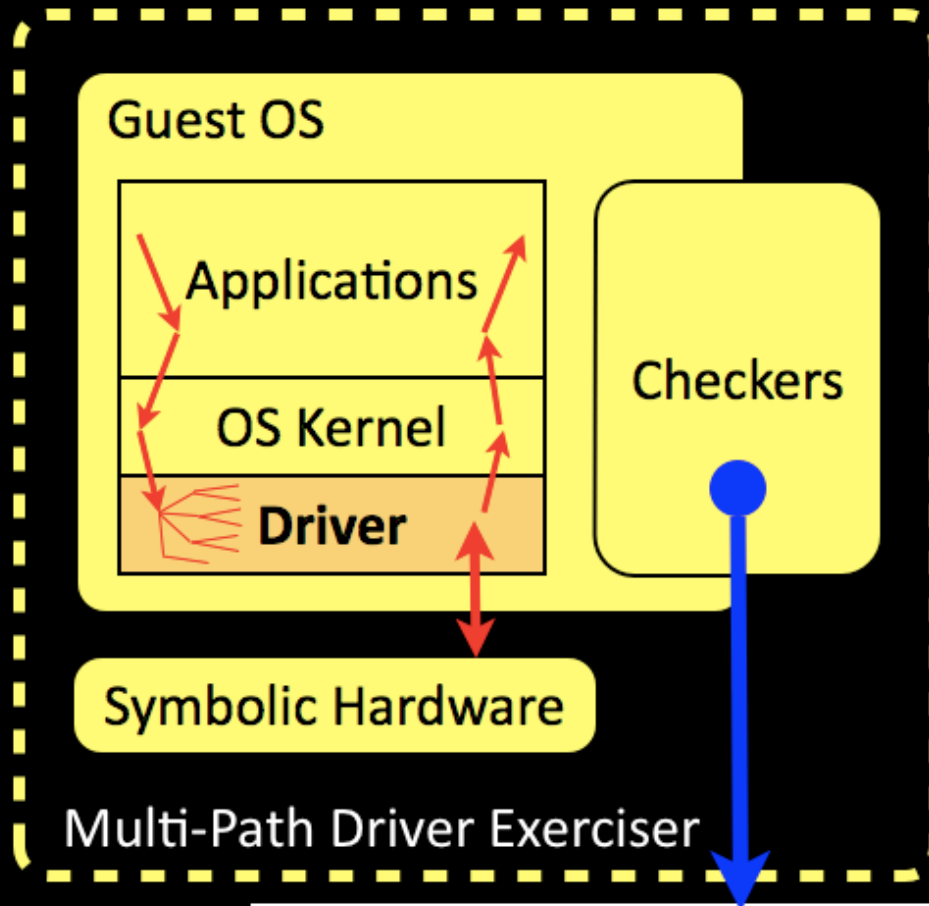 Guest OS
Applications
OS Kernel
Driver
Checkers
Symbolic Hardware
Multi-Path Driver Exerciser